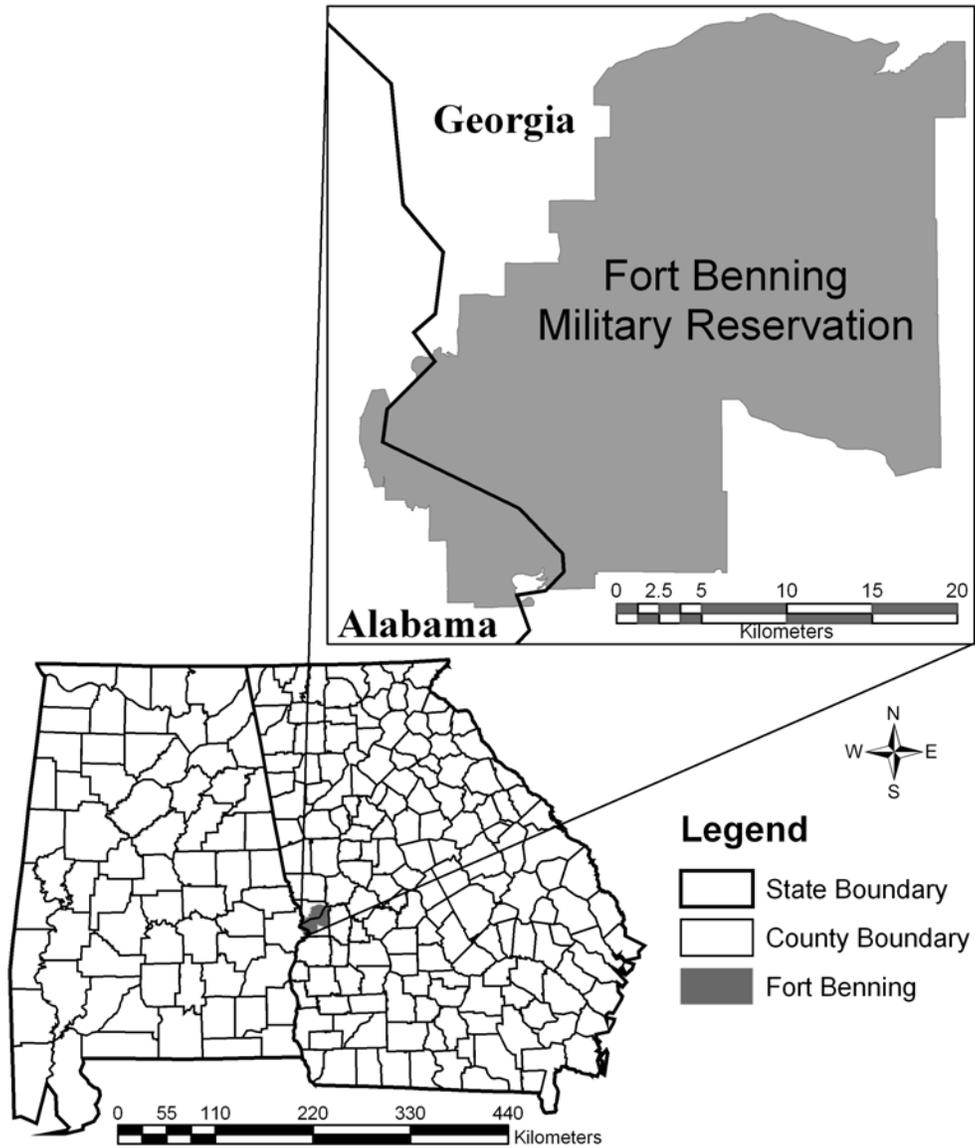 Georgia
Fort Benning
Military Reservation
0 2.5 5 10 15 20
Kilometers
Alabama
N
W E
S
Legend
State Boundary
County Boundary
Fort Benning
0 55 110 220 330 440
Kilometers